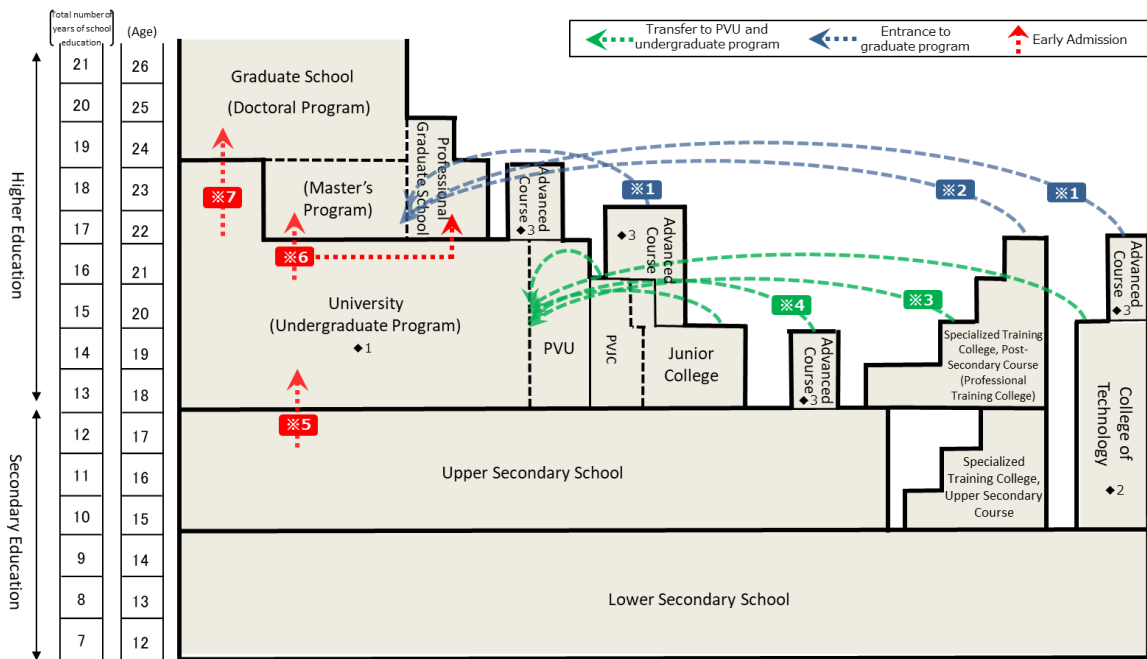 Total number of
years of school
education
(Age)
Transfer to PVU and
undergraduate program
Entrance to
graduate program
Early Admission
21
26
20
25
19
24
18
23
17
22
16
21
15
20
14
19
13
18
12
17
11
16
10
15
9
14
8
13
7
12
Higher Education
Secondary Education
Graduate School
(Doctoral Program)
(Master's
Program)
Professional
Graduate School
※7
※6
※5
Advanced
Course
◆3
※1
※2
※1
◆3
Advanced
Course
Advanced
Course
◆3
※4
※3
University
(Undergraduate Program)
◆1
PVU
PVJC
Junior
College
Advanced
Course
◆3
Specialized Training
College, Post-
Secondary Course
(Professional
Training College)
College of
Technology
◆2
Upper Secondary School
Specialized
Training College,
Upper Secondary
Course
Lower Secondary School